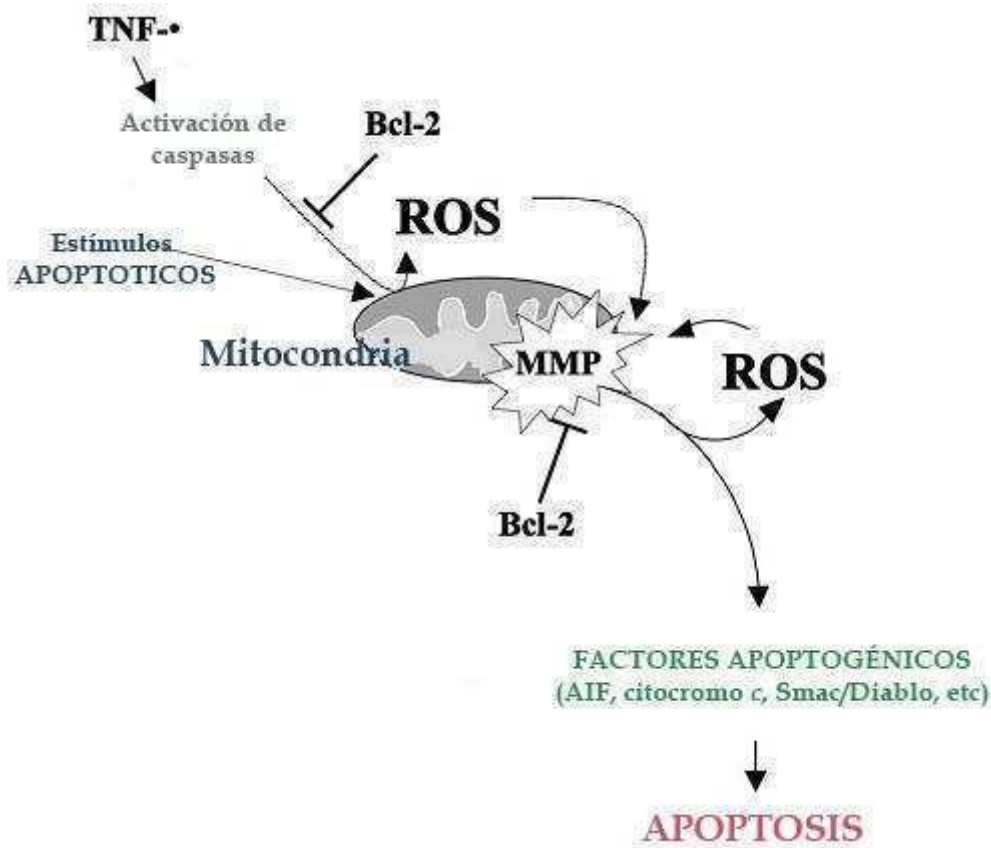 TNF-•
Activación de
caspasas
Bcl-2
ROS
Estímulos
APOPTOTICOS
Mitocondria
MMP
ROS
Bcl-2
FACTORES APOPTOGÉNICOS
(AIF, citocromo c, Smac/Diablo, etc)
APOPTOSIS